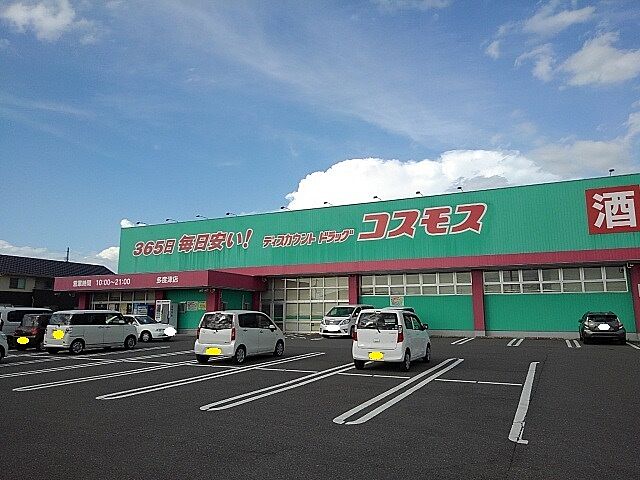 365日 毎日安い! ディスカウント ドラッグ コスモス
酒
営業時間 10:00~21:00 多度津店